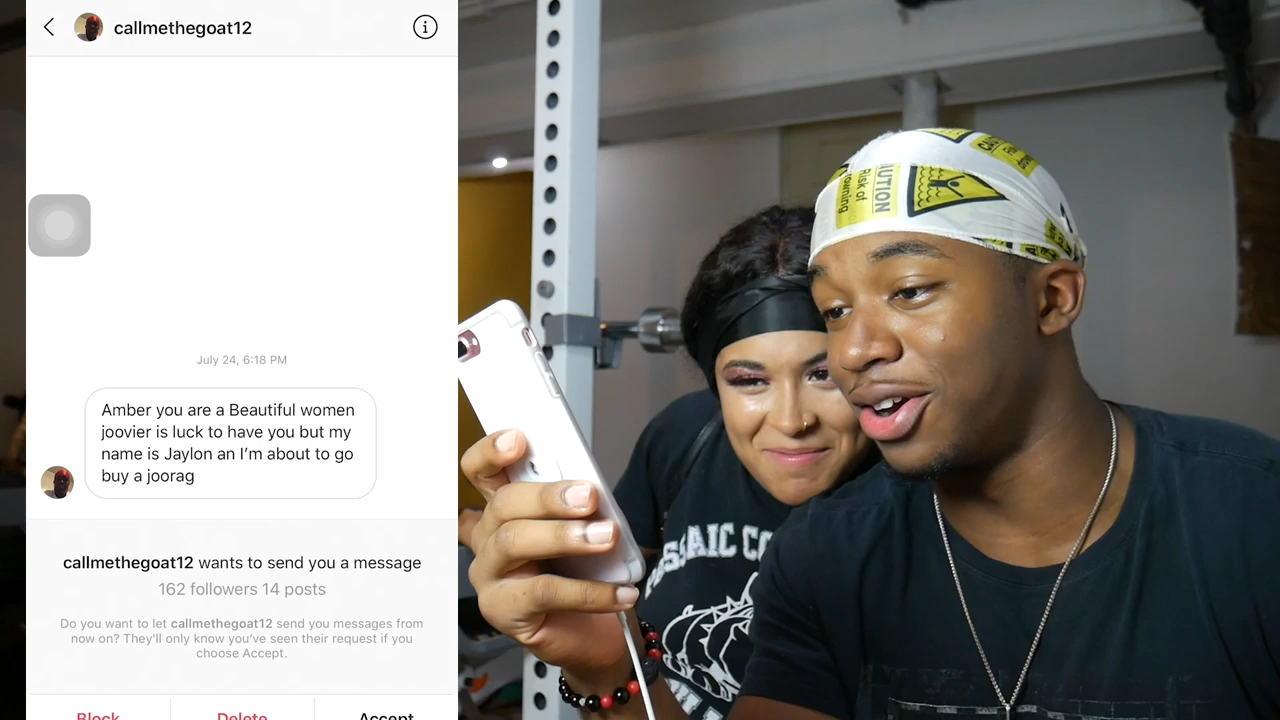 callmethegoat12
July 24, 6:18 PM
Amber you are a Beautiful women
joovier is luck to have you but my
name is Jaylon an I'm about to go
buy a joorag
callmethegoat12 wants to send you a message
162 followers 14 posts
Do you want to let callmethegoat12 send you messages from
now on? They'll only know you've seen their request if you
choose Accept.
Block Delete Accept
CAUTION
Risk of